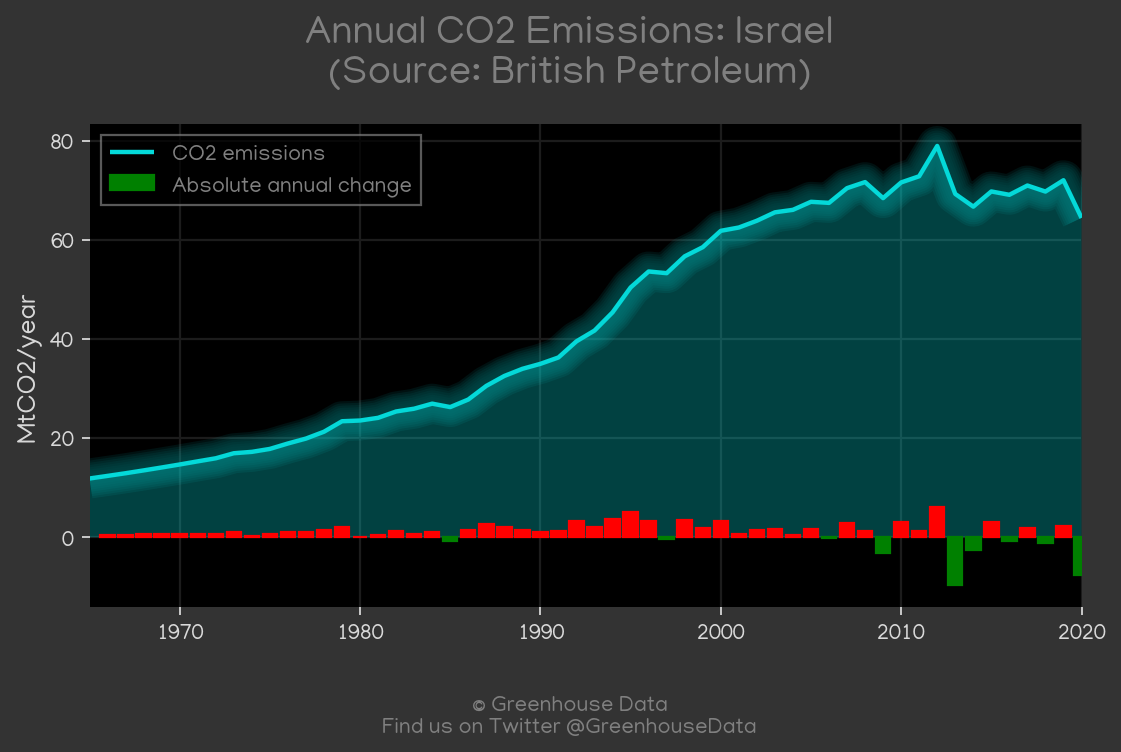 Annual CO2 Emissions: Israel
(Source: British Petroleum)
CO2 emissions
Absolute annual change
MtCO2/year
80
60
40
20
0
1970 1980 1990 2000 2010 2020
© Greenhouse Data
Find us on Twitter @GreenhouseData